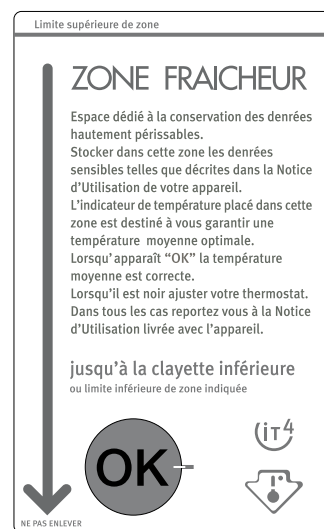 Limite supérieure de zone
ZONE FRAICHEUR
Espace dédié à la conservation des denrées
hautement périssables.
Stocker dans cette zone les denrées
sensibles telles que décrites dans la Notice
d'Utilisation de votre appareil.
L'indicateur de température placé dans cette
zone est destiné à vous garantir une
température moyenne optimale.
Lorsqu'apparaît “OK” la température
moyenne est correcte.
Lorsqu'il est noir ajuster votre thermostat.
Dans tous les cas reportez vous à la Notice
d'Utilisation livrée avec l'appareil.
jusqu'à la clayette inférieure
ou limite inférieure de zone indiquée
OK
iT4
1°
NE PAS ENLEVER